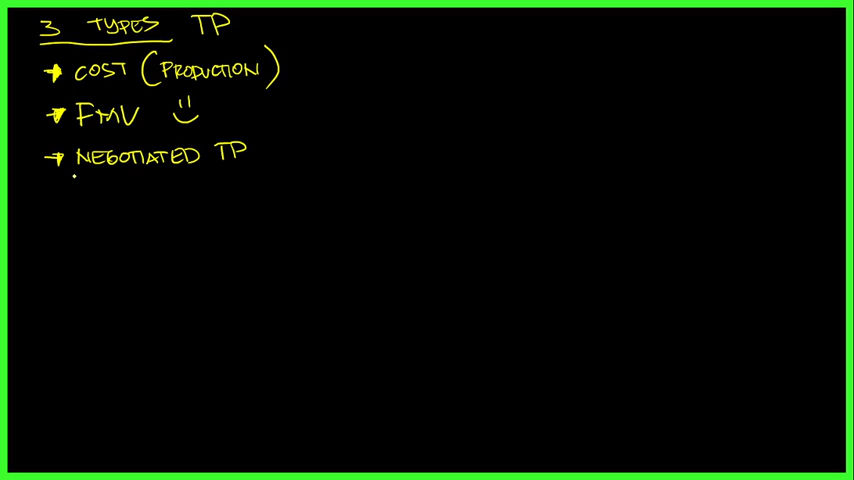 3 TYPES TP
→ COST (PRODUCTION)
→ FMV
→ NEGOTIATED TP